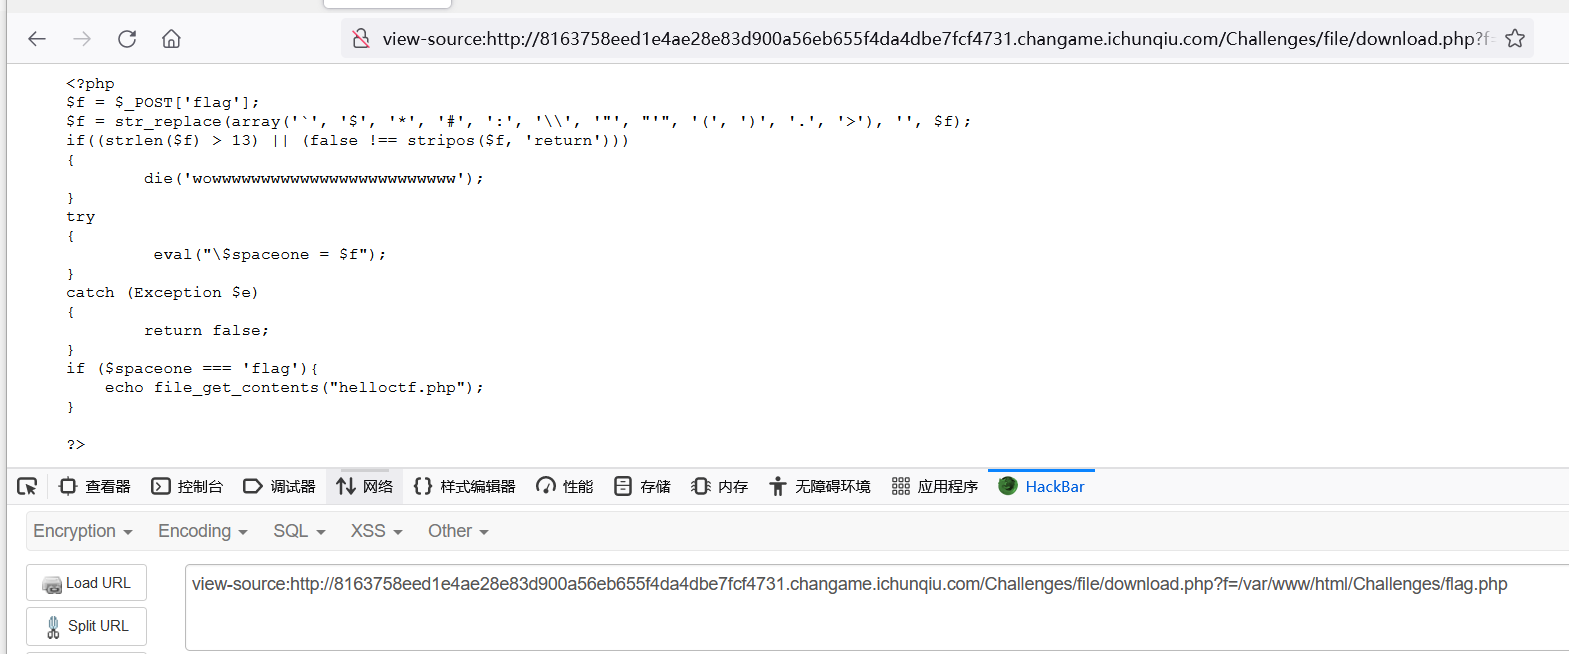 view-source:http://8163758eed1e4ae28e83d900a56eb655f4da4dbe7fcf4731.changame.ichunqiu.com/Challenges/file/download.php?f=
<?php
$f = $_POST['flag'];
$f = str_replace(array('`', '$', '*', '#', ':', '\\', '"', "'", '(', ')', '.', '>'), '', $f);
if((strlen($f) > 13) || (false !== stripos($f, 'return')))
{
die('wowwwwwwwwwwwwwwwwwwwwwwwww');
}
try
{
eval("\$spaceone = $f");
}
catch (Exception $e)
{
return false;
}
if ($spaceone === 'flag'){
echo file_get_contents("helloctf.php");
}
?>
查看器 控制台 调试器 网络 样式编辑器 性能 存储 内存 无障碍环境 应用程序 HackBar
Encryption Encoding SQL XSS Other
Load URL view-source:http://8163758eed1e4ae28e83d900a56eb655f4da4dbe7fcf4731.changame.ichunqiu.com/Challenges/file/download.php?f=/var/www/html/Challenges/flag.php
Split URL